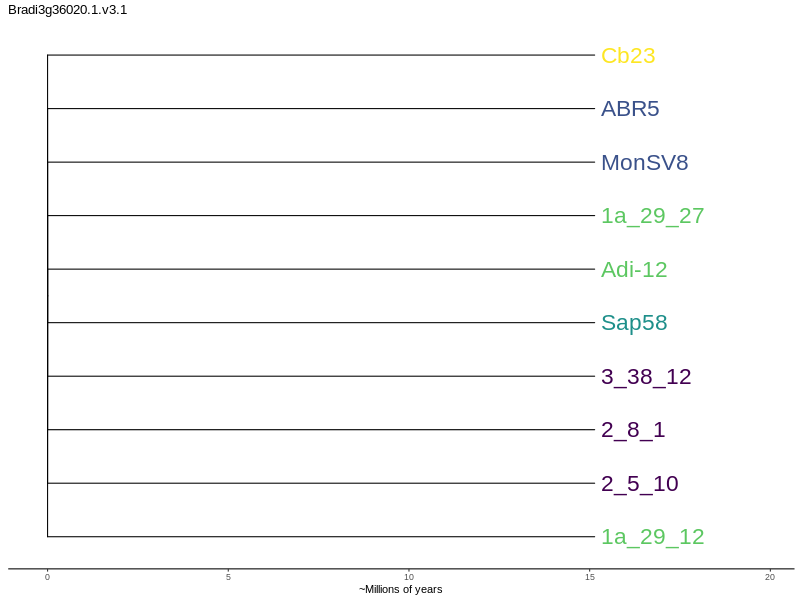 Bradi3g36020.1.v3.1
Cb23
ABR5
MonSV8
1a_29_27
Adi-12
Sap58
3_38_12
2_8_1
2_5_10
1a_29_12
0 5 10 15 20
~Millions of years